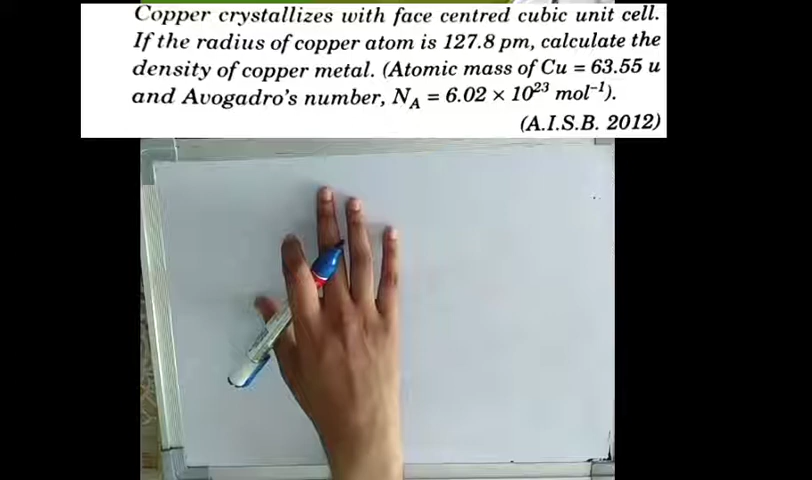 Copper crystallizes with face centred cubic unit cell.
If the radius of copper atom is 127.8 pm, calculate the
density of copper metal. (Atomic mass of Cu = 63.55 u
and Avogadro's number, N_A = 6.02 × 10²³ mol⁻¹).
(A.I.S.B. 2012)